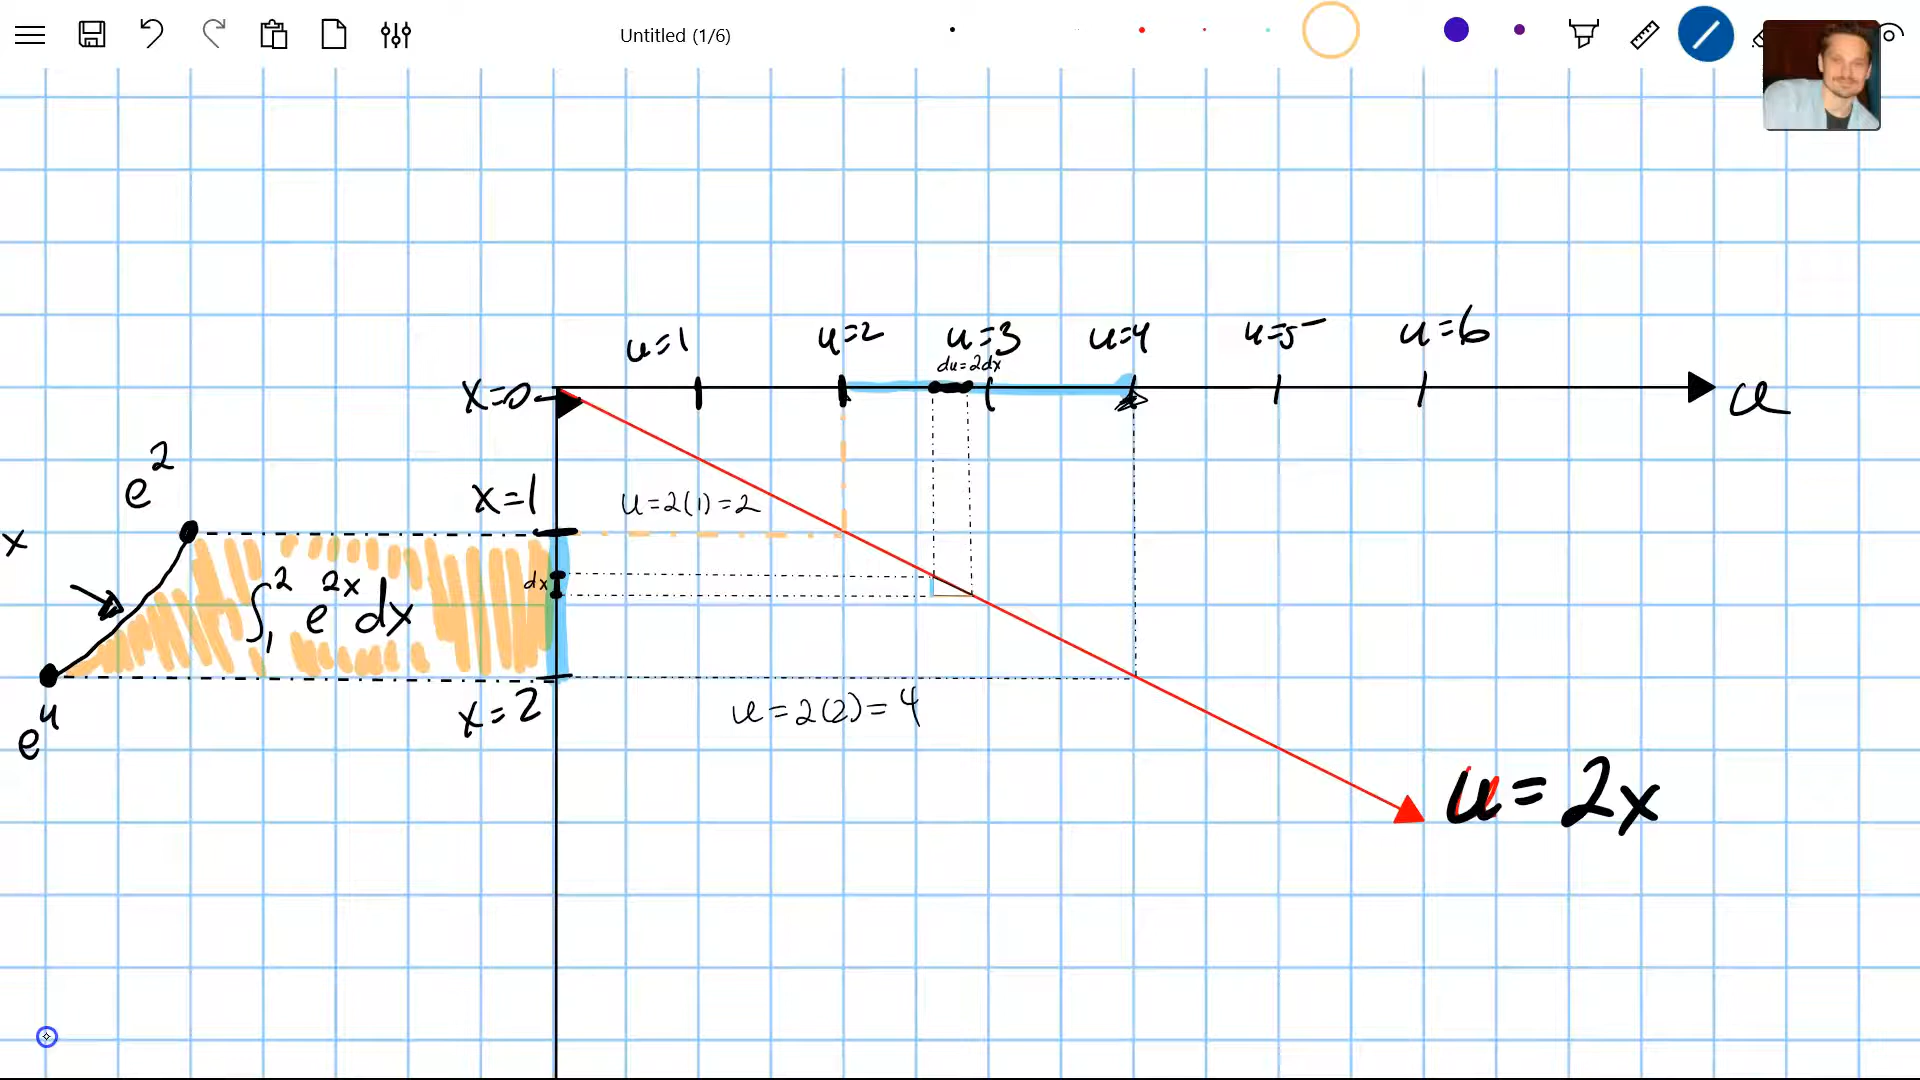 Untitled (1/6)
u=1
u=2
u=3
u=4
u=5
u=6
du=2dx
x=0
u
e^2
x=1
u=2(1)=2
x
dx
∫_1^2 e^{2x} dx
e^4
x=2
u=2(2)=4
u=2x